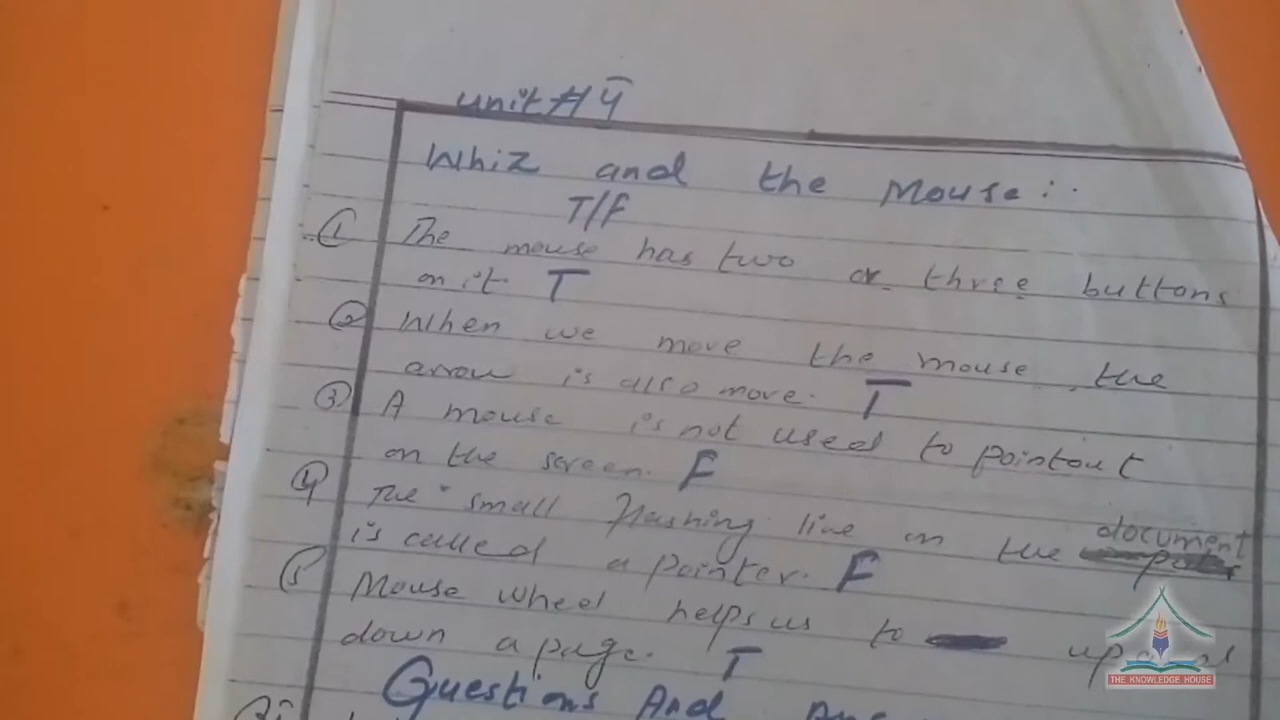 unit # 4
Whiz and the Mouse:
T/F
① The mouse has two or three buttons
on it. T
② When we move the mouse, the
arrow is also move. T
③ A mouse is not used to pointout
on the screen. F
④ The small flashing line on the document
is called a pointer. F
⑤ Mouse wheel helps us to up and
down a page. T
Questions And
THE KNOWLEDGE HOUSE